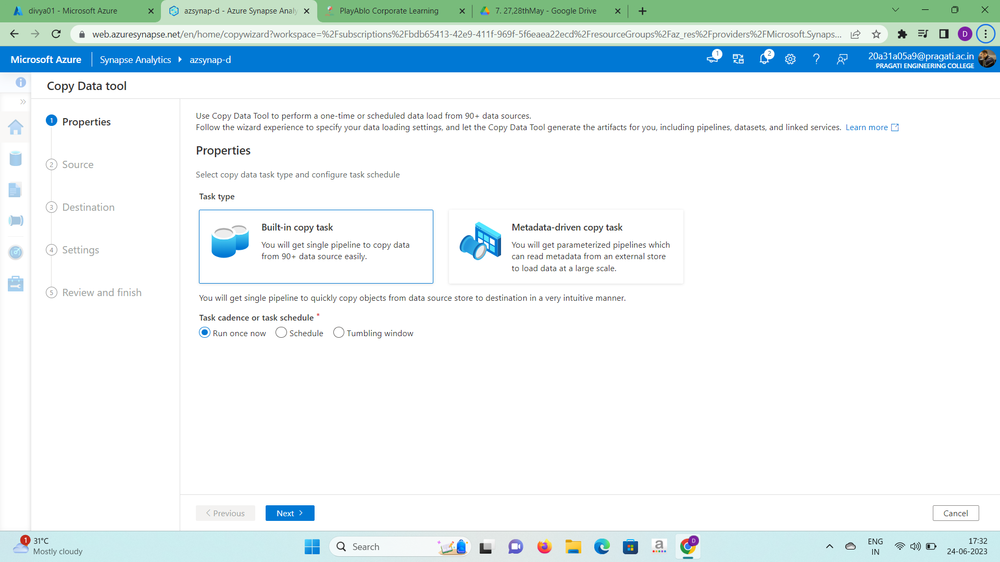 divya01 - Microsoft Azure
azsynap-d - Azure Synapse Analy
PlayAblo Corporate Learning
7. 27,28thMay - Google Drive
web.azuresynapse.net/en/home/copywizard?workspace=%2Fsubscriptions%2Fbdb65413-42e9-411f-969f-5f6eaea22ecd%2FresourceGroups%2Faz_res%2Fproviders%2FMicrosoft.Synaps...
D
Microsoft Azure
Synapse Analytics
azsynap-d
1
2
20a31a05a9@pragati.ac.in
PRAGATI ENGINEERING COLLEGE
Copy Data tool
1 Properties
2 Source
3 Destination
4 Settings
5 Review and finish
Use Copy Data Tool to perform a one-time or scheduled data load from 90+ data sources.
Follow the wizard experience to specify your data loading settings, and let the Copy Data Tool generate the artifacts for you, including pipelines, datasets, and linked services. Learn more
Properties
Select copy data task type and configure task schedule
Task type
Built-in copy task
You will get single pipeline to copy data
from 90+ data source easily.
Metadata-driven copy task
You will get parameterized pipelines which
can read metadata from an external store
to load data at a large scale.
You will get single pipeline to quickly copy objects from data source store to destination in a very intuitive manner.
Task cadence or task schedule *
Run once now
Schedule
Tumbling window
Previous
Next
Cancel
1
31°C
Mostly cloudy
Search
a
D
ENG
IN
17:32
24-06-2023